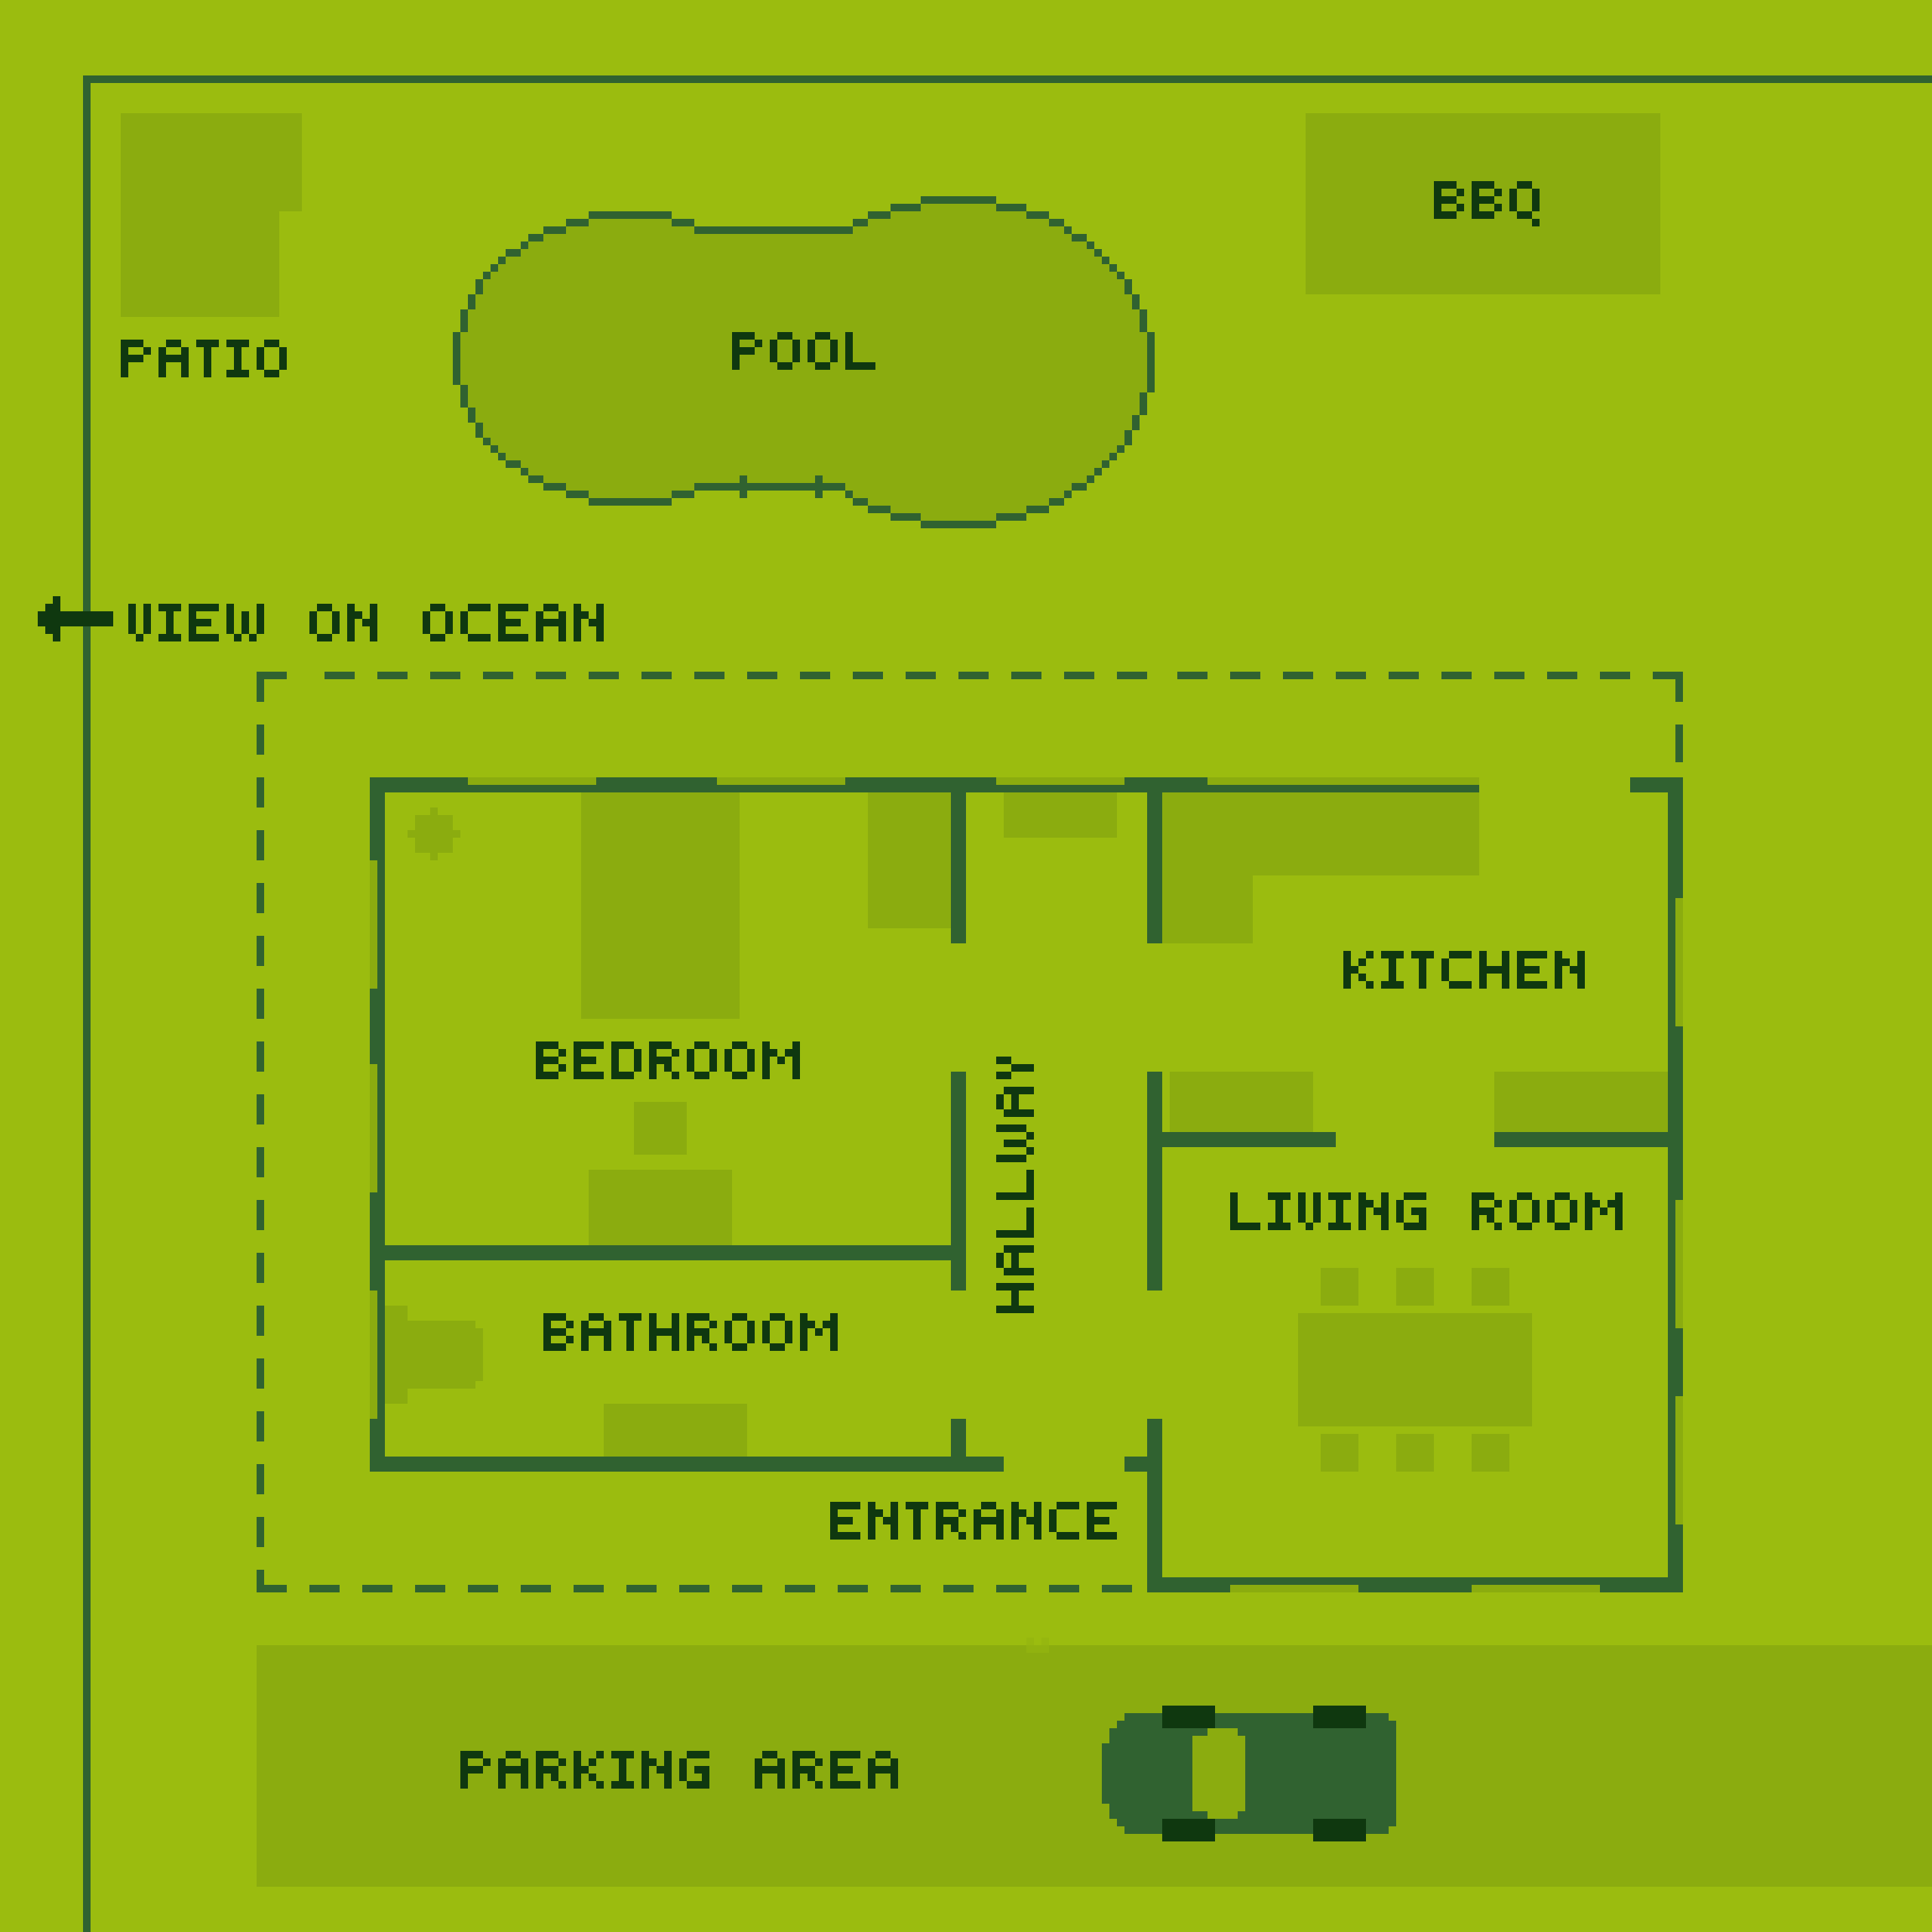 BBQ
PATIO
POOL
VIEW ON OCEAN
KITCHEN
BEDROOM
HALLWAY
LIVING ROOM
BATHROOM
ENTRANCE
PARKING AREA